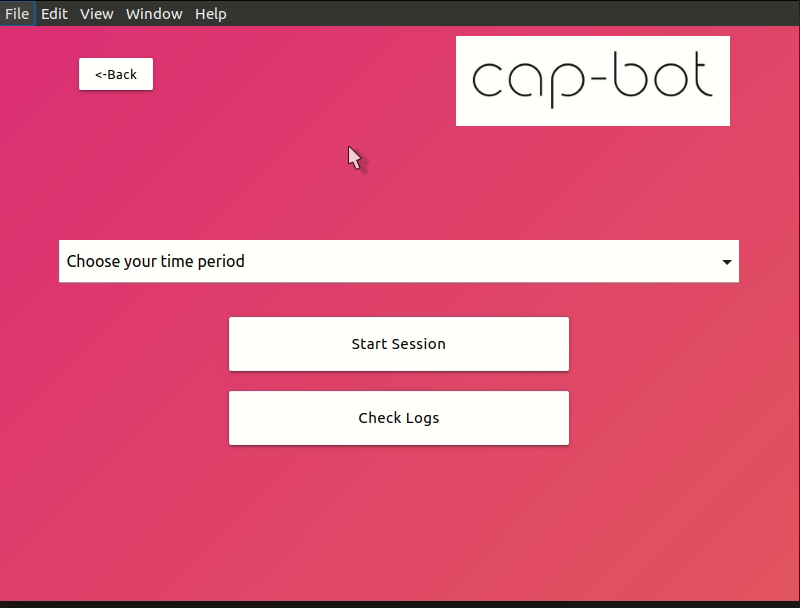 File Edit View Window Help
<-Back
cap-bot
Choose your time period
Start Session
Check Logs